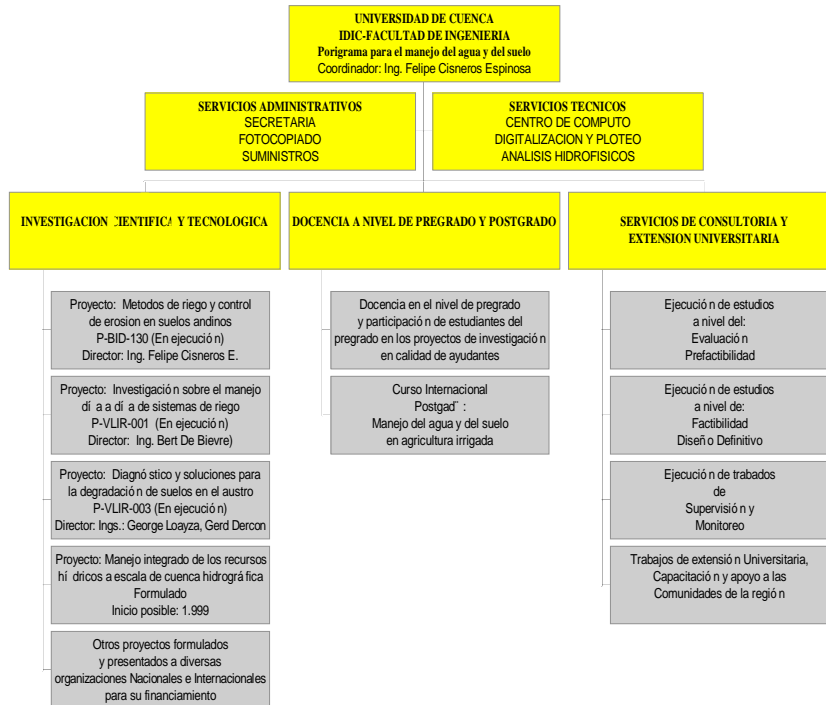 UNIVERSIDAD DE CUENCA
IDIC-FACULTAD DE INGENIERIA
Porigrama para el manejo del agua y del suelo
Coordinador: Ing. Felipe Cisneros Espinosa
SERVICIOS ADMINISTRATIVOS
SECRETARIA
FOTOCOPIADO
SUMINISTROS
SERVICIOS TECNICOS
CENTRO DE COMPUTO
DIGITALIZACION Y PLOTEO
ANALISIS HIDROFISICOS
INVESTIGACION CIENTIFICA Y TECNOLOGICA
Proyecto: Metodos de riego y control
de erosion en suelos andinos
P-BID-130 (En ejecución)
Director: Ing. Felipe Cisneros E.
Proyecto: Investigación sobre el manejo
día a día de sistemas de riego
P-VLIR-001 (En ejecución)
Director: Ing. Bert De Bievre)
Proyecto: Diagnóstico y soluciones para
la degradación de suelos en el austro
P-VLIR-003 (En ejecución)
Director: Ings.: George Loayza, Gerd Dercon
Proyecto: Manejo integrado de los recursos
hídricos a escala de cuenca hidrográfica
Formulado
Inicio posible: 1.999
Otros proyectos formulados
y presentados a diversas
organizaciones Nacionales e Internacionales
para su financiamiento
DOCENCIA A NIVEL DE PREGRADO Y POSTGRADO
Docencia en el nivel de pregrado
y participación de estudiantes del
pregrado en los proyectos de investigación
en calidad de ayudantes
Curso Internacional
Postgad¨ :
Manejo del agua y del suelo
en agricultura irrigada
SERVICIOS DE CONSULTORIA Y
EXTENSION UNIVERSITARIA
Ejecución de estudios
a nivel del:
Evaluación
Prefactibilidad
Ejecución de estudios
a nivel de:
Factibilidad
Diseño Definitivo
Ejecución de trabados
de
Supervisión y
Monitoreo
Trabajos de extensión Universitaria,
Capacitación y apoyo a las
Comunidades de la región